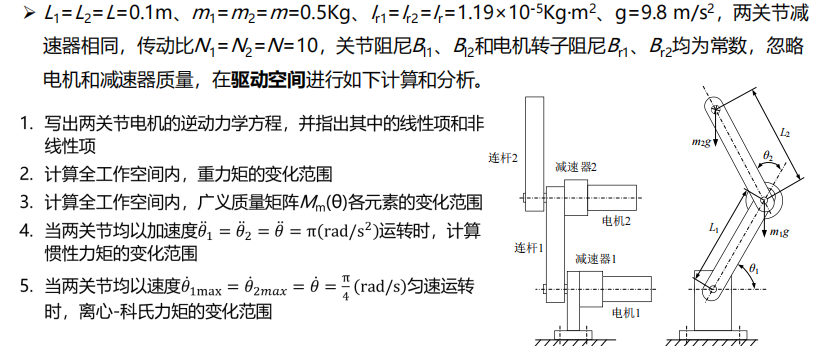 ➢ L₁=L₂=L=0.1m、m₁=m₂=m=0.5Kg、Iᵣ₁=Iᵣ₂=Iᵣ=1.19×10⁻⁵Kg·m²、g=9.8 m/s²，两关节减
速器相同，传动比N₁=N₂=N=10，关节阻尼Bⱼ₁、Bⱼ₂和电机转子阻尼Bᵣ₁、Bᵣ₂均为常数，忽略
电机和减速器质量，在驱动空间进行如下计算和分析。
1. 写出两关节电机的逆动力学方程，并指出其中的线性项和非
线性项
2. 计算全工作空间内，重力矩的变化范围
3. 计算全工作空间内，广义质量矩阵Mₘ(θ)各元素的变化范围
4. 当两关节均以加速度θ̈₁ = θ̈₂ = θ̈ = π(rad/s²)运转时，计算
惯性力矩的变化范围
5. 当两关节均以速度θ̇₁max = θ̇₂max = θ̇ = π/4 (rad/s)匀速运转
时，离心-科氏力矩的变化范围
连杆2
减速器2
电机2
连杆1
减速器1
电机1
m₂g
L₂
θ₂
L₁
m₁g
θ₁